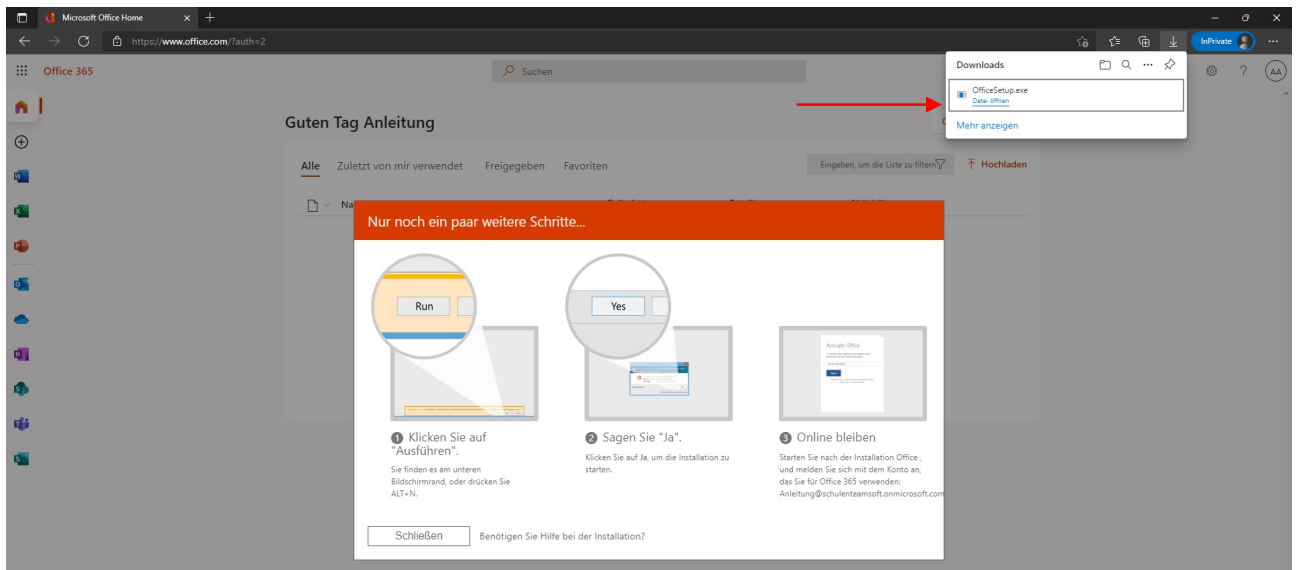 Microsoft Office Home
https://www.office.com/?auth=2
InPrivate
Office 365
Suchen
Downloads
OfficeSetup.exe
Datei öffnen
Mehr anzeigen
AA
Guten Tag Anleitung
Alle Zuletzt von mir verwendet Freigegeben Favoriten
Eingeben, um die Liste zu filtern
Hochladen
Nur noch ein paar weitere Schritte...
Run
Yes
Activate Office
1 Klicken Sie auf
"Ausführen".
Sie finden es am unteren
Bildschirmrand, oder drücken Sie
ALT+N.
2 Sagen Sie "Ja".
Klicken Sie auf Ja, um die Installation zu
starten.
3 Online bleiben
Starten Sie nach der Installation Office ,
und melden Sie sich mit dem Konto an,
das Sie für Office 365 verwenden:
Anleitung@schulenteamsoft.onmicrosoft.com
Schließen
Benötigen Sie Hilfe bei der Installation?